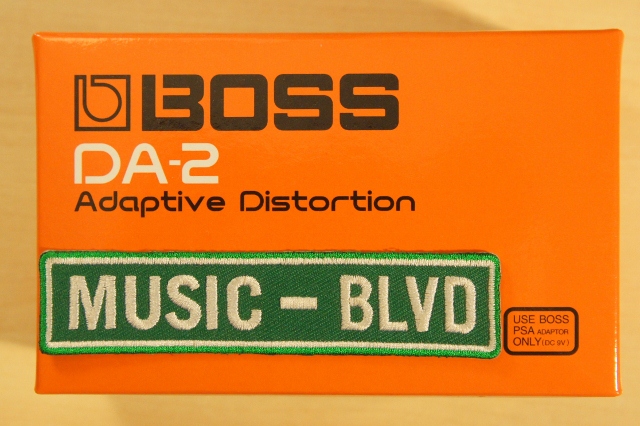 BOSS
DA-2
Adaptive Distortion
MUSIC – BLVD
USE BOSS
PSA ADAPTOR
ONLY (DC 9V)